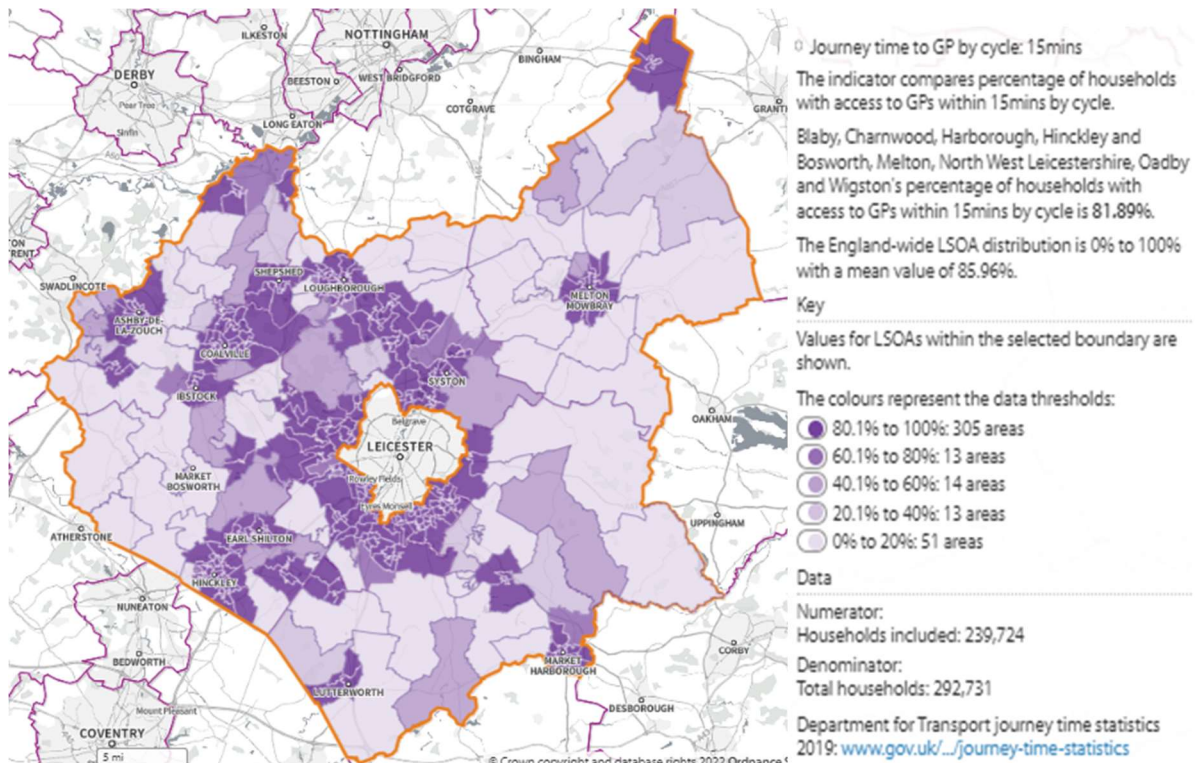 ILKESTON
NOTTINGHAM
BINGHAM
DERBY
BEESTON
WEST BRIDGFORD
Pear Tree
COTGRAVE
GRANTH
Sinfin
LONG EATON
A50
TON
TRENT
SWADLINCOTE
SHEPSHED
LOUGHBOROUGH
MELTON
MOWBRAY
ASHBY-DE-
LA-ZOUCH
COALVILLE
SYSTON
IBSTOCK
Belgrave
OAKHAM
LEICESTER
MARKET
BOSWORTH
Rowley Fields
Eyres Monsell
UPPINGHAM
ATHERSTONE
EARL SHILTON
HINCKLEY
NUNEATON
BEDWORTH
CORBY
MARKET
HARBOROUGH
LUTTERWORTH
DESBOROUGH
Mount Pleasant
COVENTRY
5 mi
© Crown copyright and database rights 2022 Ordnance S
Journey time to GP by cycle: 15mins
The indicator compares percentage of households
with access to GPs within 15mins by cycle.
Blaby, Charnwood, Harborough, Hinckley and
Bosworth, Melton, North West Leicestershire, Oadby
and Wigston's percentage of households with
access to GPs within 15mins by cycle is 81.89%.
The England-wide LSOA distribution is 0% to 100%
with a mean value of 85.96%.
Key
Values for LSOAs within the selected boundary are
shown.
The colours represent the data thresholds:
80.1% to 100%: 305 areas
60.1% to 80%: 13 areas
40.1% to 60%: 14 areas
20.1% to 40%: 13 areas
0% to 20%: 51 areas
Data
Numerator:
Households included: 239,724
Denominator:
Total households: 292,731
Department for Transport journey time statistics
2019: www.gov.uk/.../journey-time-statistics